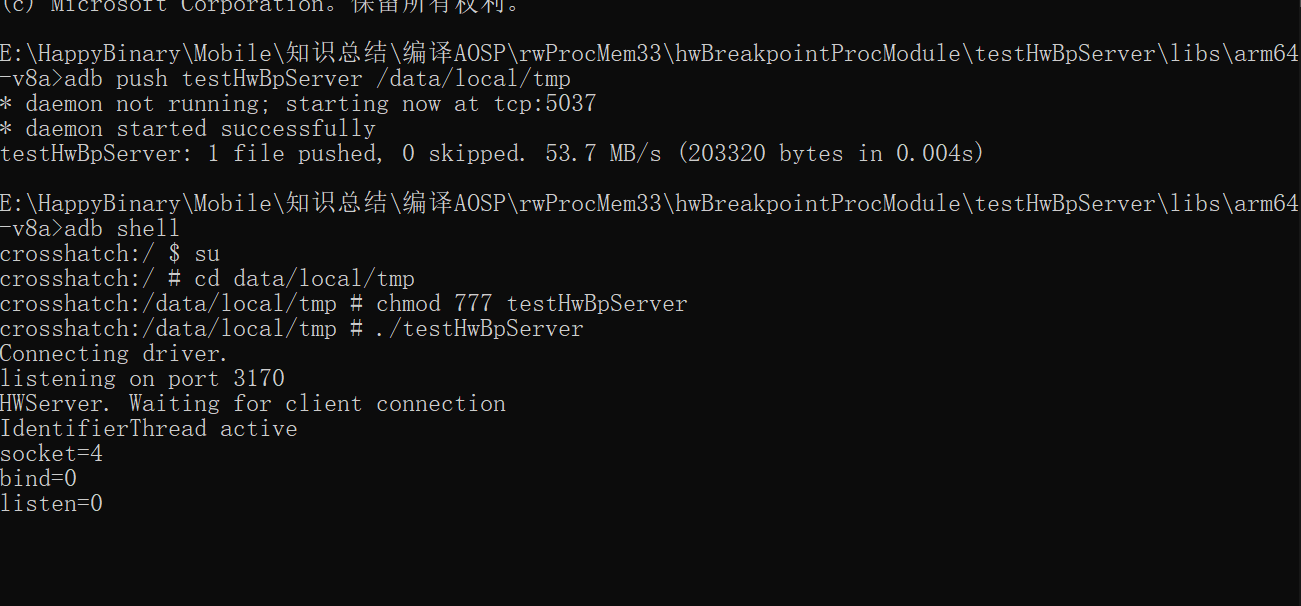 (c) Microsoft Corporation。保留所有权利。
E:\HappyBinary\Mobile\知识总结\编译AOSP\rwProcMem33\hwBreakpointProcModule\testHwBpServer\libs\arm64
-v8a>adb push testHwBpServer /data/local/tmp
* daemon not running; starting now at tcp:5037
* daemon started successfully
testHwBpServer: 1 file pushed, 0 skipped. 53.7 MB/s (203320 bytes in 0.004s)
E:\HappyBinary\Mobile\知识总结\编译AOSP\rwProcMem33\hwBreakpointProcModule\testHwBpServer\libs\arm64
-v8a>adb shell
crosshatch:/ $ su
crosshatch:/ # cd data/local/tmp
crosshatch:/data/local/tmp # chmod 777 testHwBpServer
crosshatch:/data/local/tmp # ./testHwBpServer
Connecting driver.
listening on port 3170
HWServer. Waiting for client connection
IdentifierThread active
socket=4
bind=0
listen=0